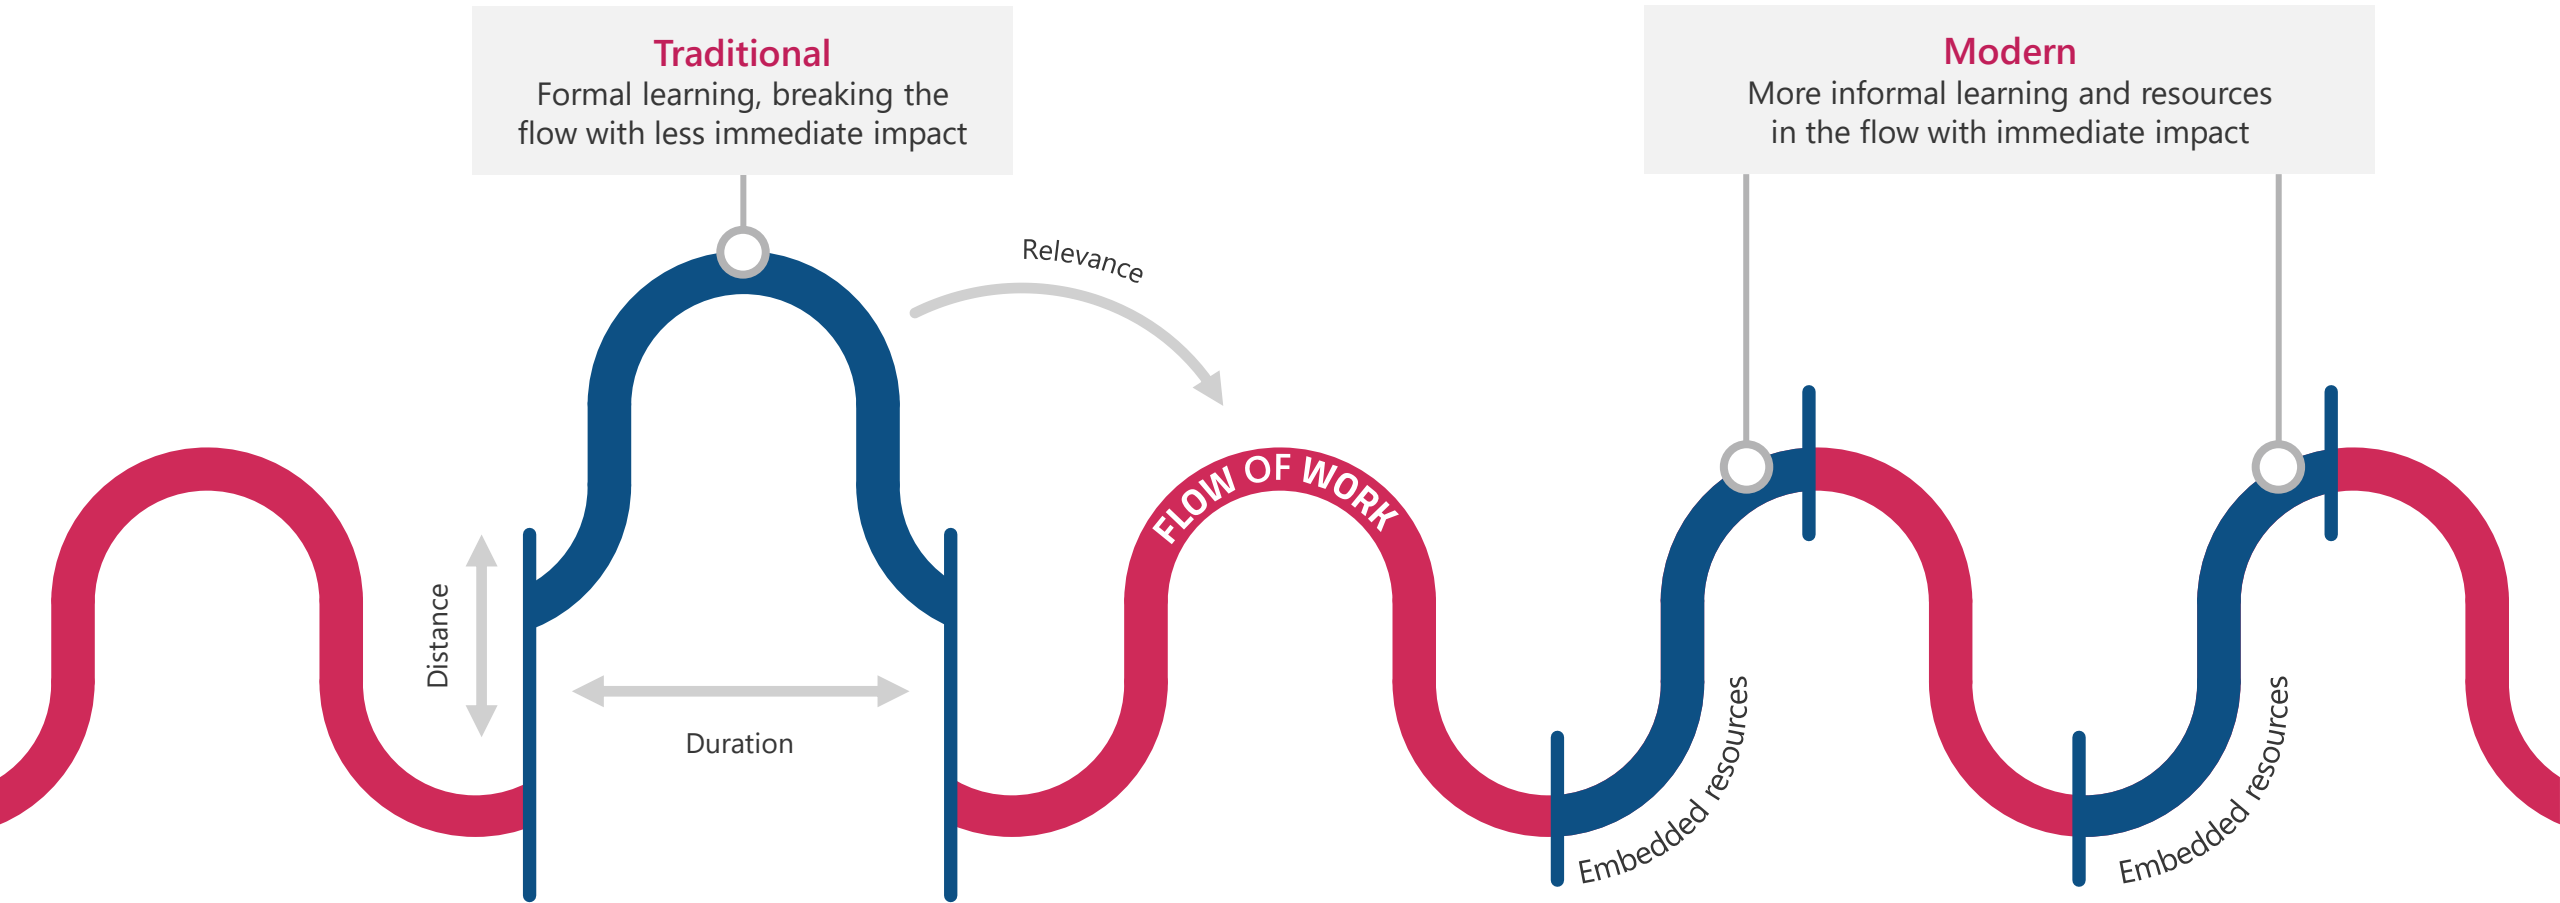 Traditional
Formal learning, breaking the
flow with less immediate impact
Modern
More informal learning and resources
in the flow with immediate impact
Relevance
FLOW OF WORK
Distance
Duration
Embedded resources
Embedded resources